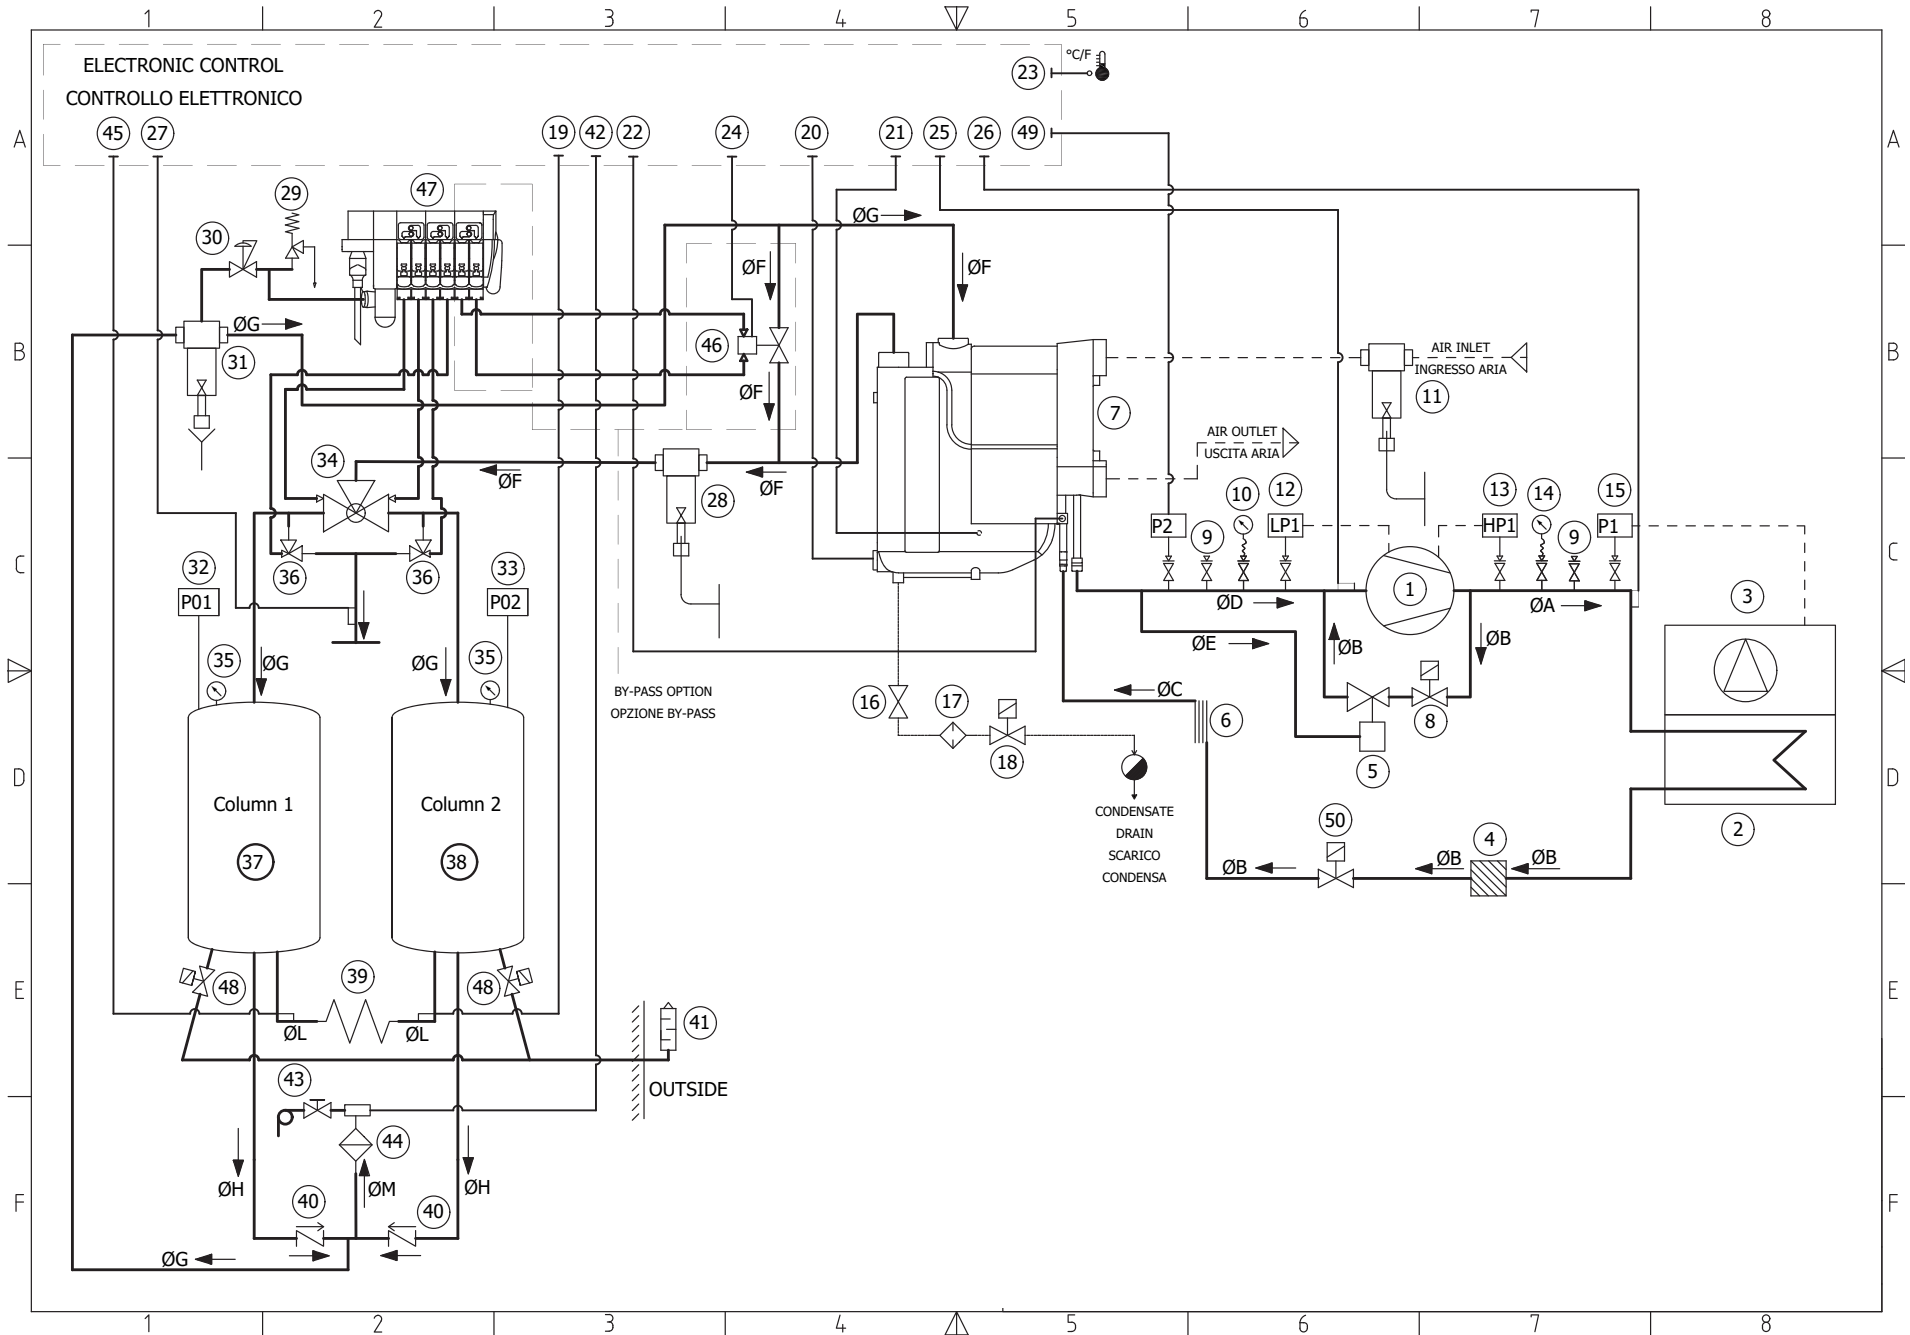 1 2 3 4 5 6 7 8
ELECTRONIC CONTROL
CONTROLLO ELETTRONICO
°C/F
23
A
45 27 19 42 22 24 20 21 25 26 49
A
29 47
30
ØG
ØF ØF
ØG
B
31
46
ØF
AIR INLET
INGRESSO ARIA
11
B
7
AIR OUTLET
USCITA ARIA
34
ØF
28
ØF
10 12 13 14 15
P2 LP1 HP1 P1
9 9
C
32 36 36 33
P01 P02
1
3
C
ØD ØA
ØE ØB ØB
35 ØG ØG 35
BY-PASS OPTION
OPZIONE BY-PASS
ØC
16 17 6 8
18 5
D
Column 1 Column 2
37 38
CONDENSATE
DRAIN
SCARICO
CONDENSA
50 4 2
ØB ØB ØB
D
E
48 39 48
ØL ØL
41
E
OUTSIDE
43
44
F
ØH ØM ØH
40 40
F
ØG
1 2 3 4 5 6 7 8